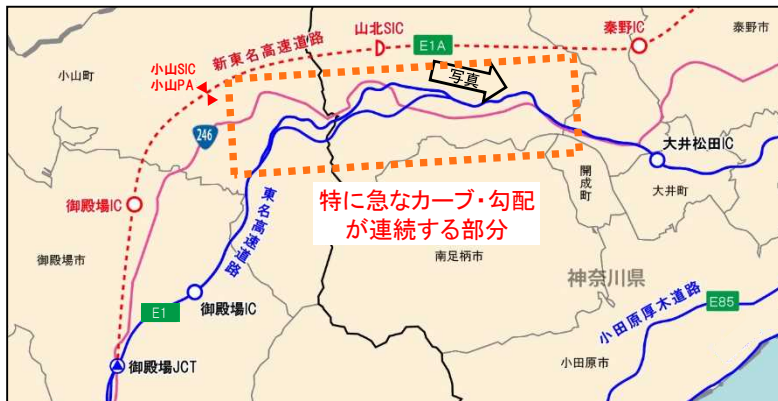 山北SIC
E1A
秦野IC
秦野市
新東名高速道路
小山町
小山SIC
小山PA
写真
246
大井松田IC
御殿場IC
開成町
大井町
特に急なカーブ・勾配
が連続する部分
東名高速道路
御殿場市
南足柄市
神奈川県
E1
御殿場IC
小田原厚木道路
E85
御殿場JCT
小田原市